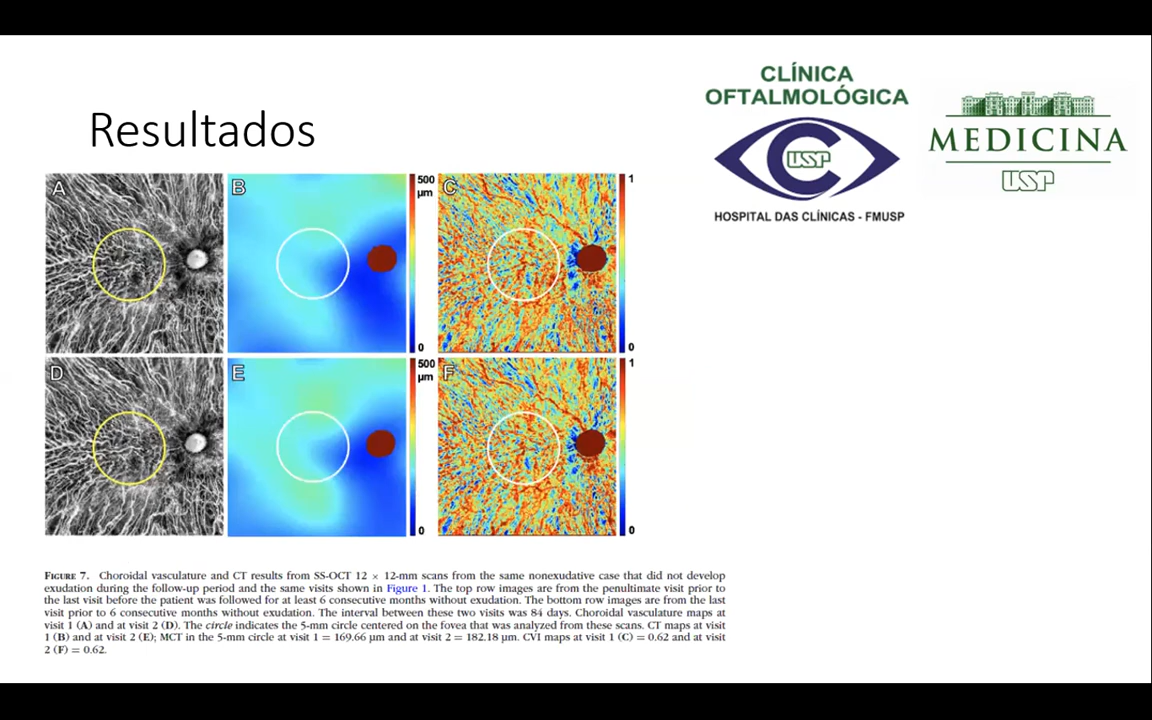 CLÍNICA
OFTALMOLÓGICA
USP
HOSPITAL DAS CLÍNICAS - FMUSP
MEDICINA
USP
Resultados
A
B
500
µm
0
C
1
0
D
E
500
µm
0
F
1
0
FIGURE 7. Choroidal vasculature and CT results from SS-OCT 12 × 12-mm scans from the same nonexudative case that did not develop
exudation during the follow-up period and the same visits shown in Figure 1. The top row images are from the penultimate visit prior to
the last visit before the patient was followed for at least 6 consecutive months without exudation. The bottom row images are from the last
visit prior to 6 consecutive months without exudation. The interval between these two visits was 84 days. Choroidal vasculature maps at
visit 1 (A) and at visit 2 (D). The circle indicates the 5-mm circle centered on the fovea that was analyzed from these scans. CT maps at visit
1 (B) and at visit 2 (E); MCT in the 5-mm circle at visit 1 = 169.66 µm and at visit 2 = 182.18 µm. CVI maps at visit 1 (C) = 0.62 and at visit
2 (F) = 0.62.